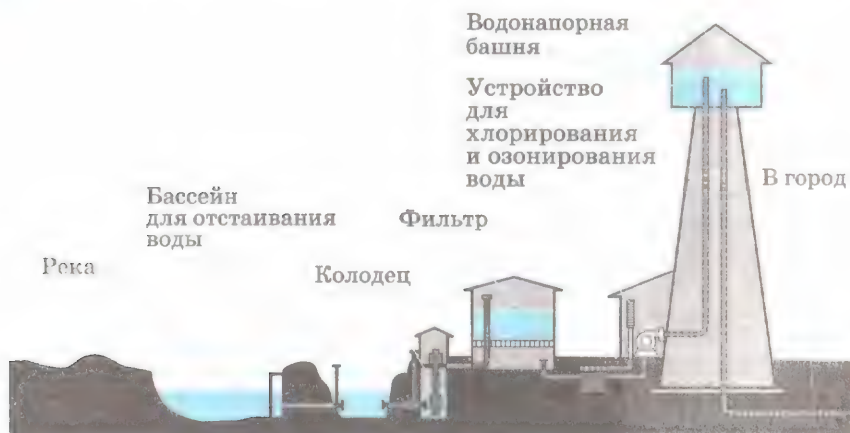 Водонапорная
башня
Устройство
для
хлорирования
и озонирования
воды
В город
Бассейн
для отстаивания
воды
Фильтр
Река
Колодец